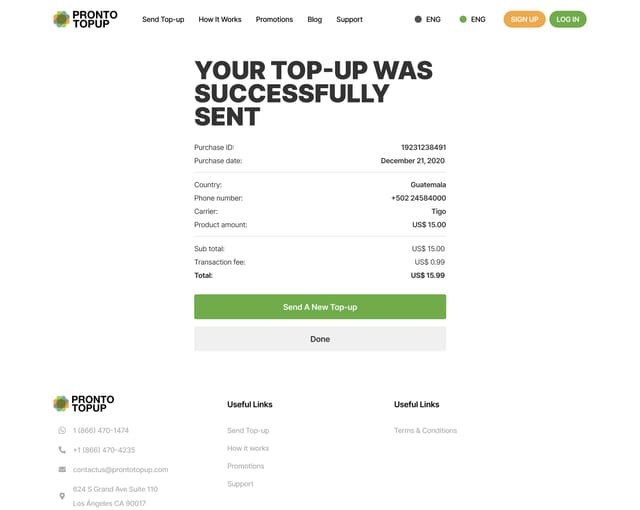 PRONTO
TOPUP
Send Top-up How It Works Promotions Blog Support ENG ENG SIGN UP LOG IN
YOUR TOP-UP WAS
SUCCESSFULLY
SENT
Purchase ID: 19231238491
Purchase date: December 21, 2020
Country: Guatemala
Phone number: +502 24584000
Carrier: Tigo
Product amount: US$ 15.00
Sub total: US$ 15.00
Transaction fee: US$ 0.99
Total: US$ 15.99
Send A New Top-up
Done
PRONTO
TOPUP
1 (866) 470-1474
+1 (866) 470-4235
contactus@prontotopup.com
624 S Grand Ave Suite 110
Los Ángeles CA 90017
Useful Links
Send Top-up
How it works
Promotions
Support
Useful Links
Terms & Conditions